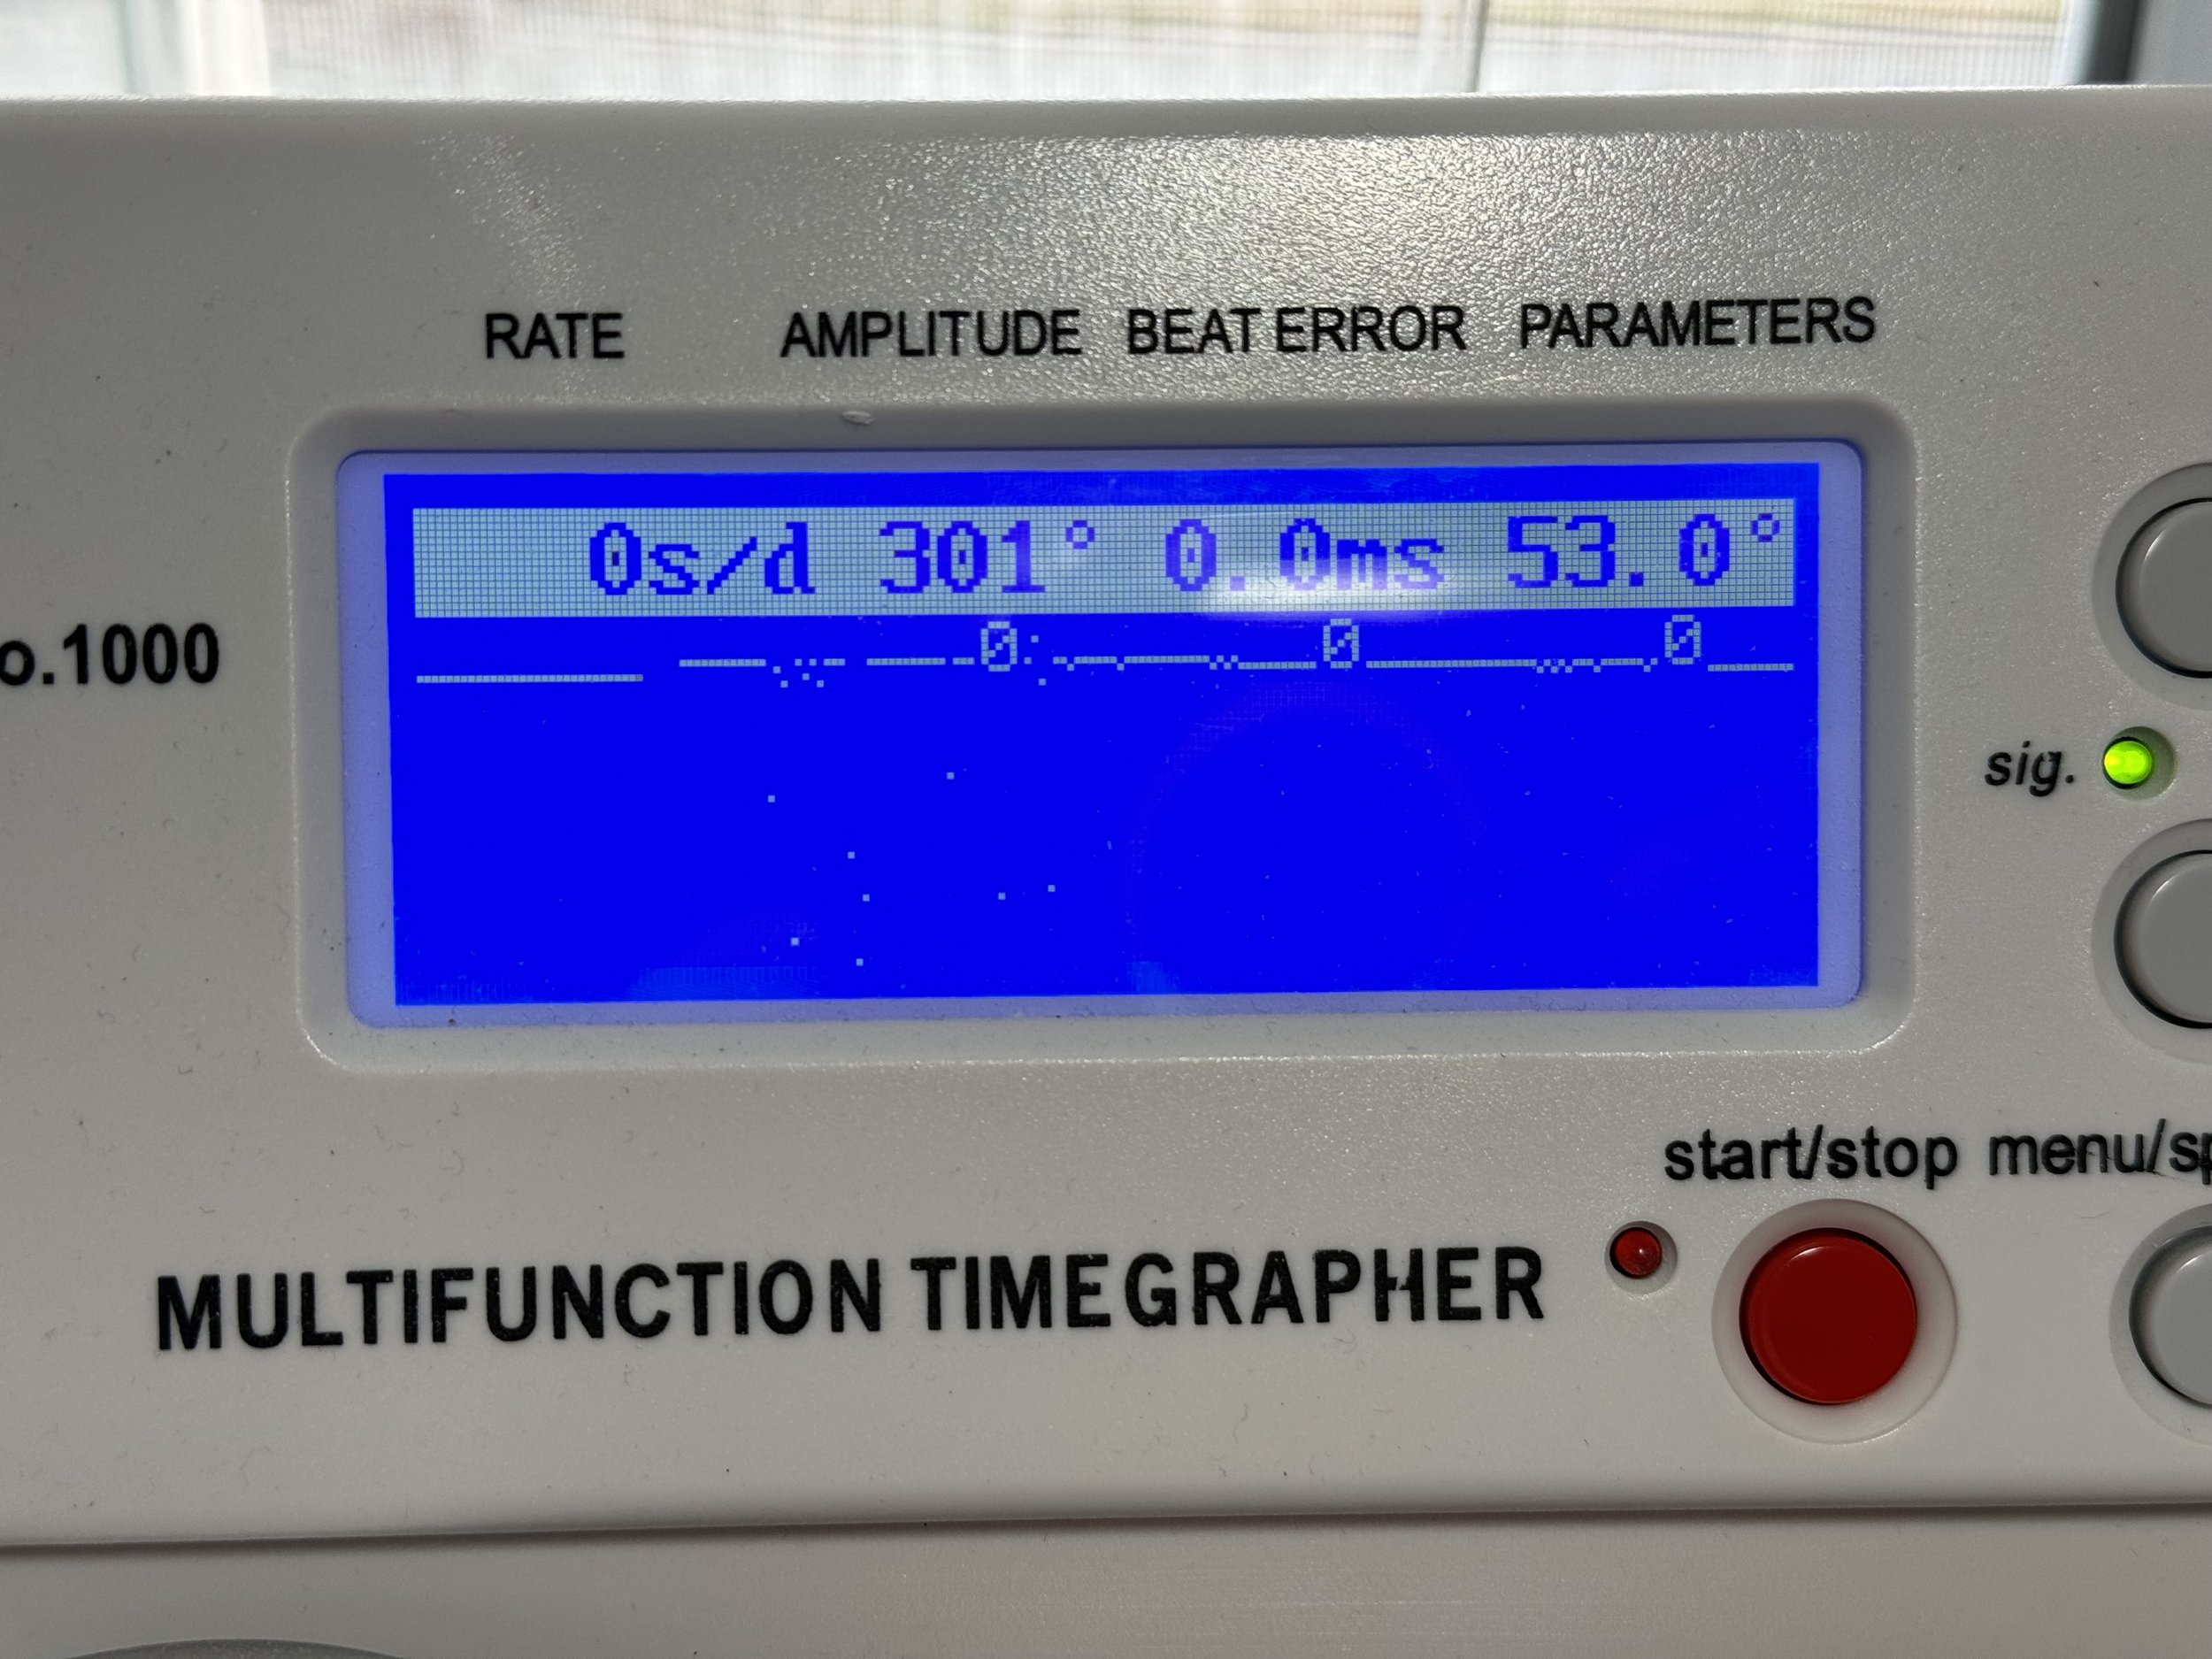 RATE AMPLITUDE BEAT ERROR PARAMETERS
0s/d 301° 0.0ms 53.0°
0 0 0
o.1000
sig.
start/stop menu/sp
MULTIFUNCTION TIMEGRAPHER